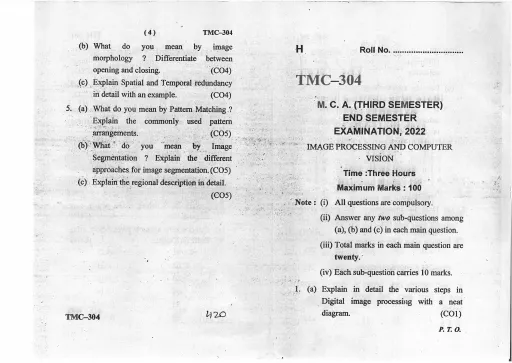 ( 4 ) TMC-304
(b) What do you mean by image
morphology ? Differentiate between
opening and closing. (CO4)
(c) Explain Spatial and Temporal redundancy
in detail with an example. (CO4)
5. (a) What do you mean by Pattern Matching ?
Explain the commonly used pattern
arrangements. (CO5)
(b) What do you mean by Image
Segmentation ? Explain the different
approaches for image segmentation. (CO5)
(c) Explain the regional description in detail.
(CO5)
TMC-304 420
H Roll No. ..............................
TMC-304
M. C. A. (THIRD SEMESTER)
END SEMESTER
EXAMINATION, 2022
IMAGE PROCESSING AND COMPUTER
VISION
Time :Three Hours
Maximum Marks : 100
Note : (i) All questions are compulsory.
(ii) Answer any two sub-questions among
(a), (b) and (c) in each main question.
(iii) Total marks in each main question are
twenty.
(iv) Each sub-question carries 10 marks.
1. (a) Explain in detail the various steps in
Digital image processing with a neat
diagram. (CO1)
P. T. O.